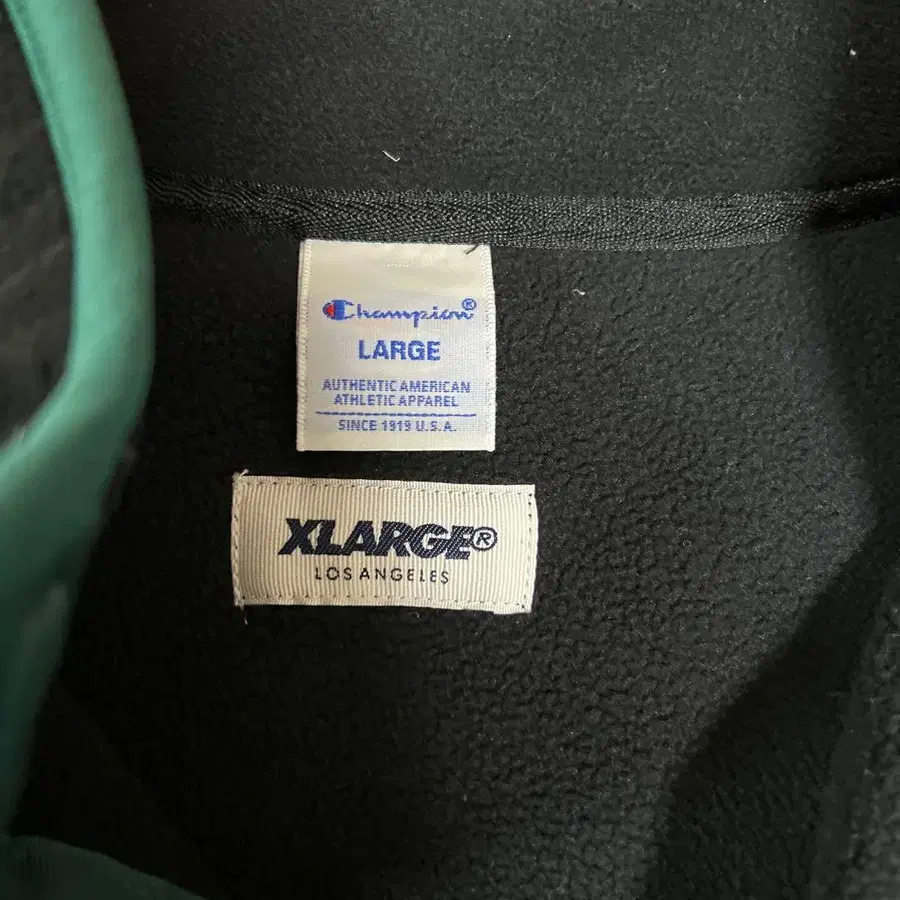 Champion®
LARGE
AUTHENTIC AMERICAN
ATHLETIC APPAREL
SINCE 1919 U.S.A.
XLARGE®
LOS ANGELES